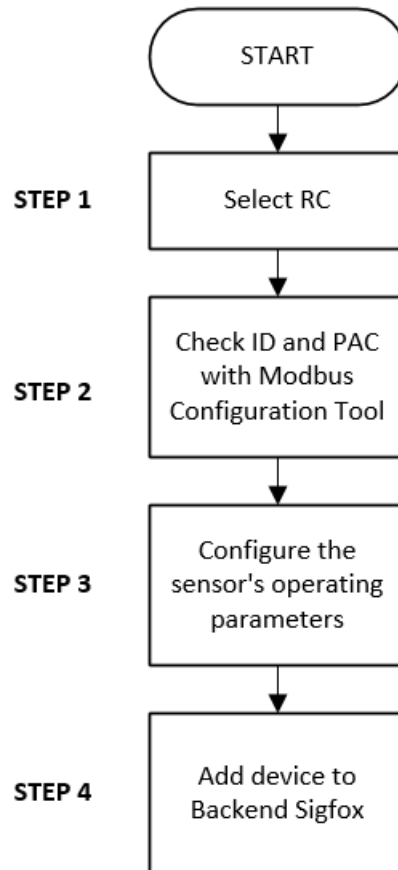 START
STEP 1
Select RC
STEP 2
Check ID and PAC
with Modbus
Configuration Tool
STEP 3
Configure the
sensor's operating
parameters
STEP 4
Add device to
Backend Sigfox